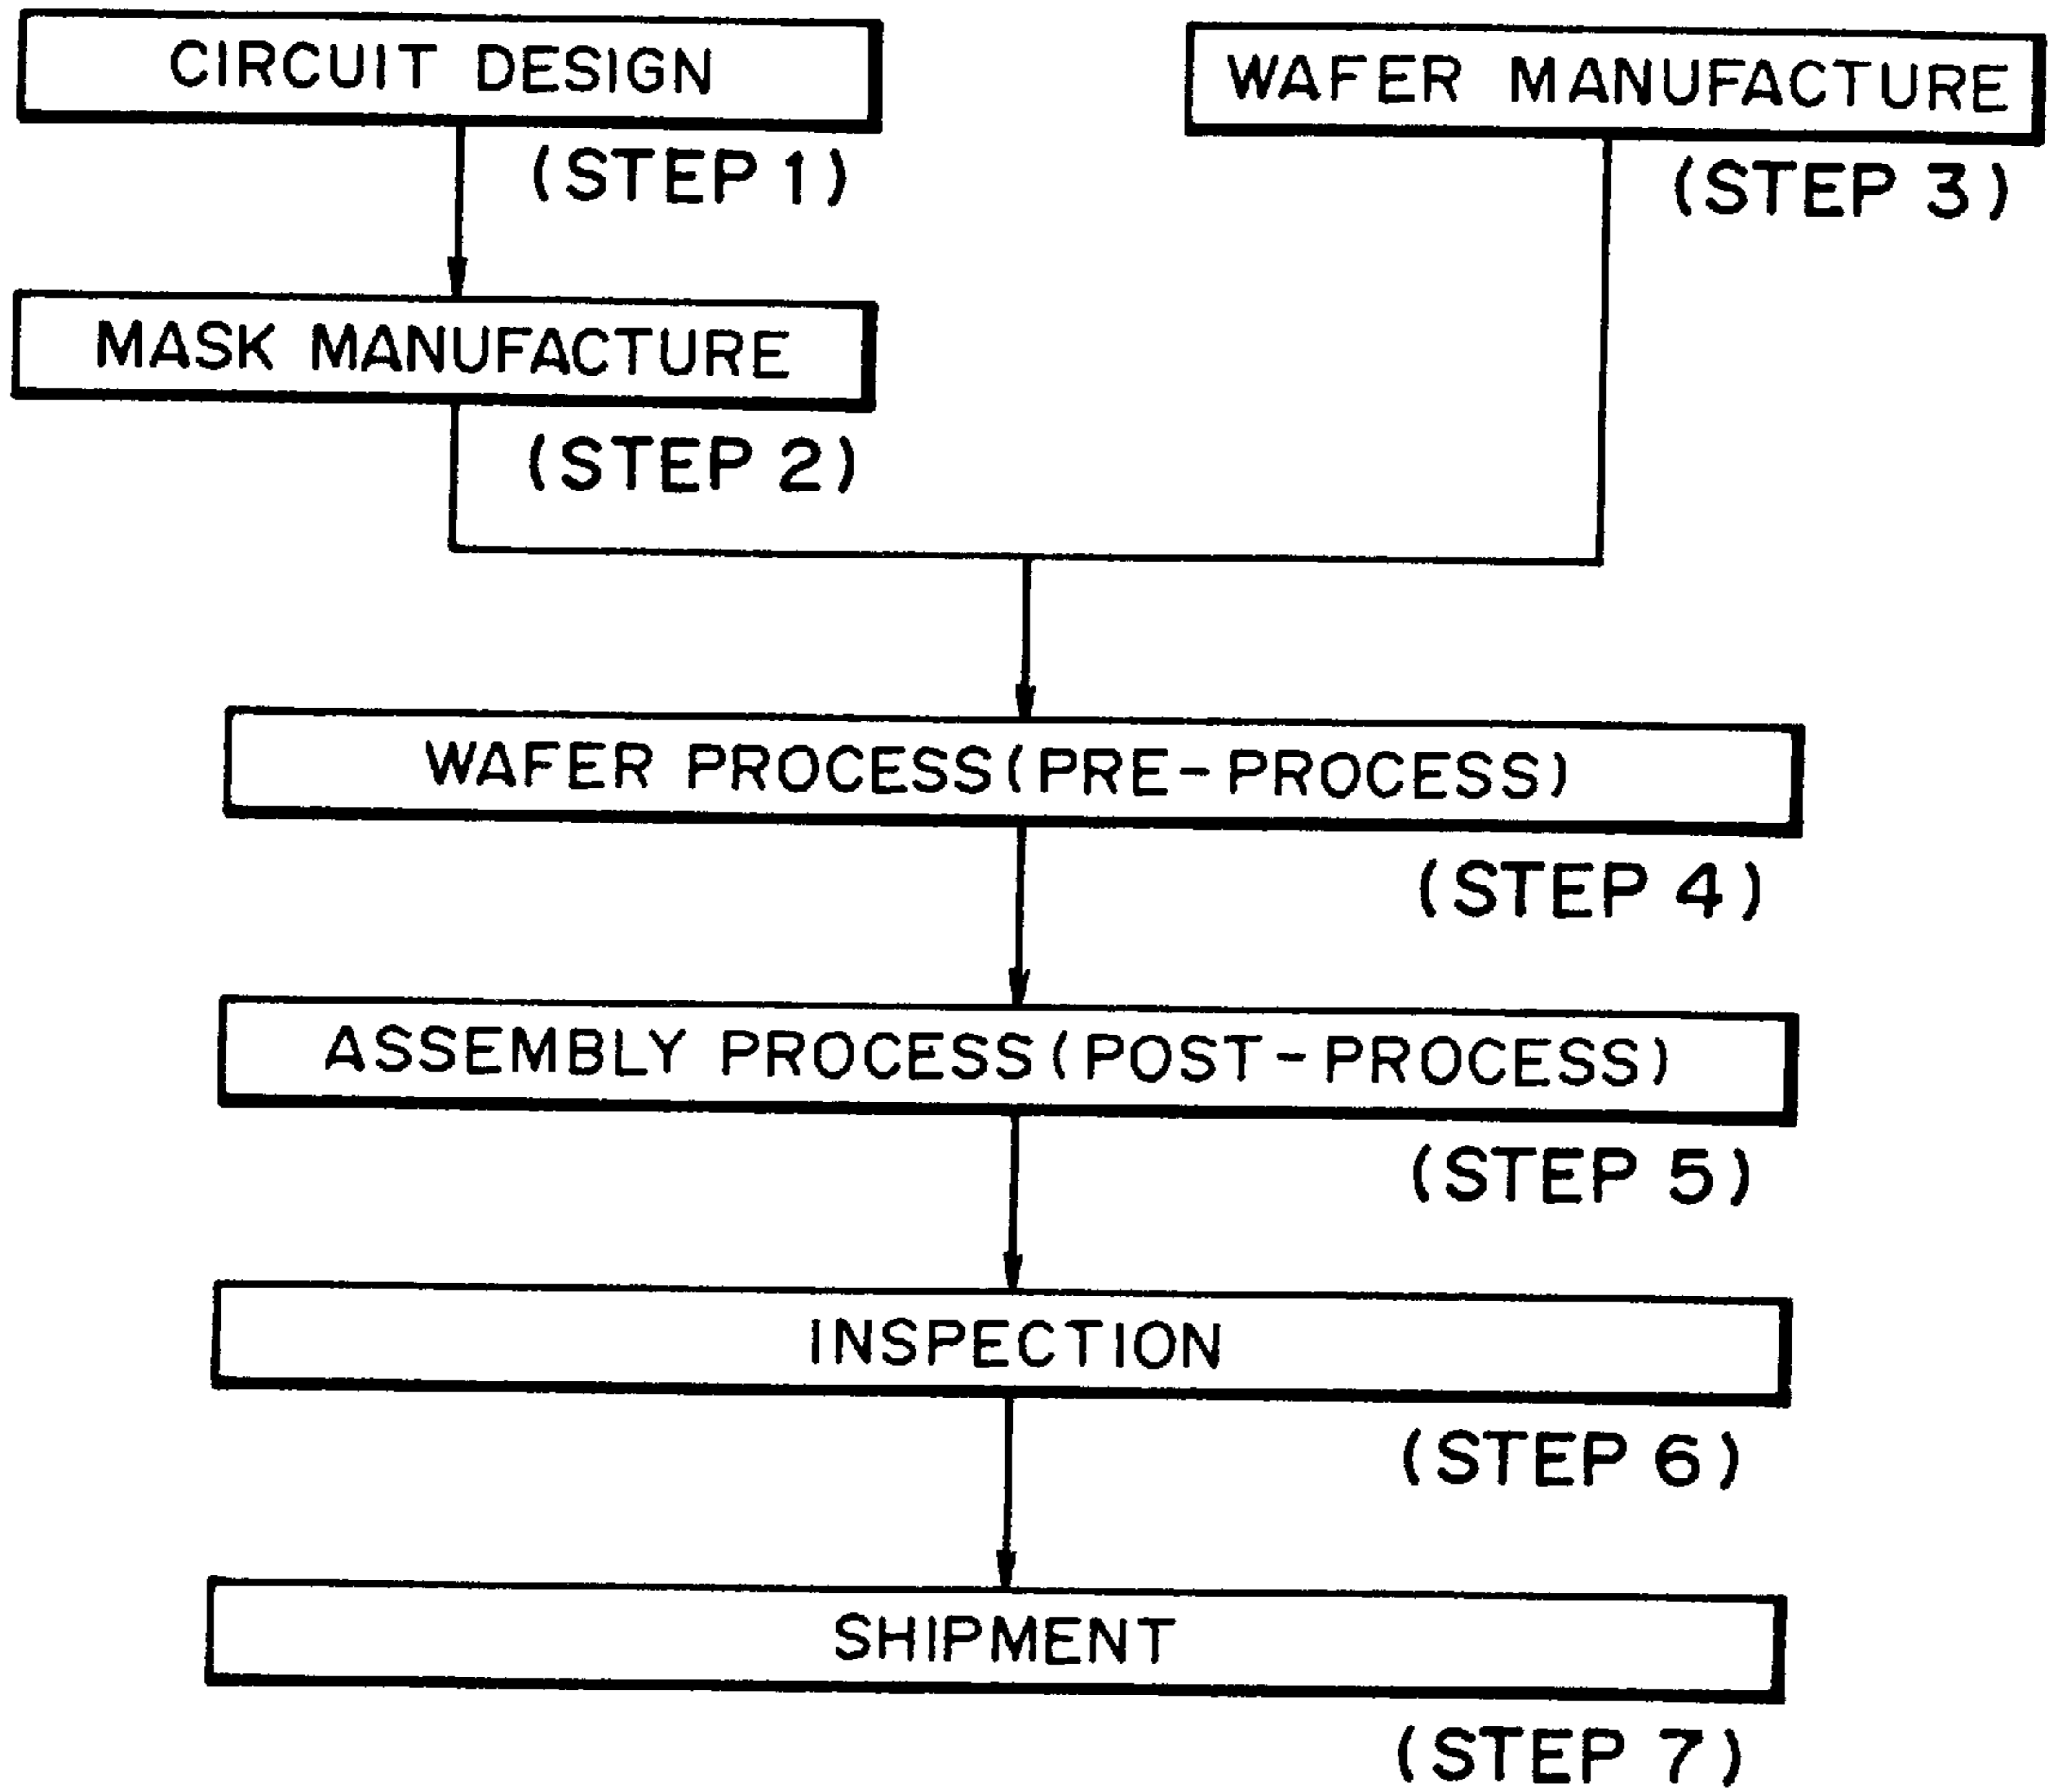 CIRCUIT DESIGN
(STEP 1)
WAFER MANUFACTURE
(STEP 3)
MASK MANUFACTURE
(STEP 2)
WAFER PROCESS(PRE-PROCESS)
(STEP 4)
ASSEMBLY PROCESS(POST-PROCESS)
(STEP 5)
INSPECTION
(STEP 6)
SHIPMENT
(STEP 7)